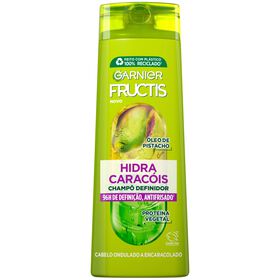 FEITO COM PLÁSTICO
100% RECICLADO*
GARNIER
FRUCTIS
NOVO
ÓLEO DE
PISTACHO
HIDRA
CARACÓIS
CHAMPÔ DEFINIDOR
96H DE DEFINIÇÃO, ANTIFRISADO*
PROTEÍNA
VEGETAL
CABELO ONDULADO A ENCARACOLADO